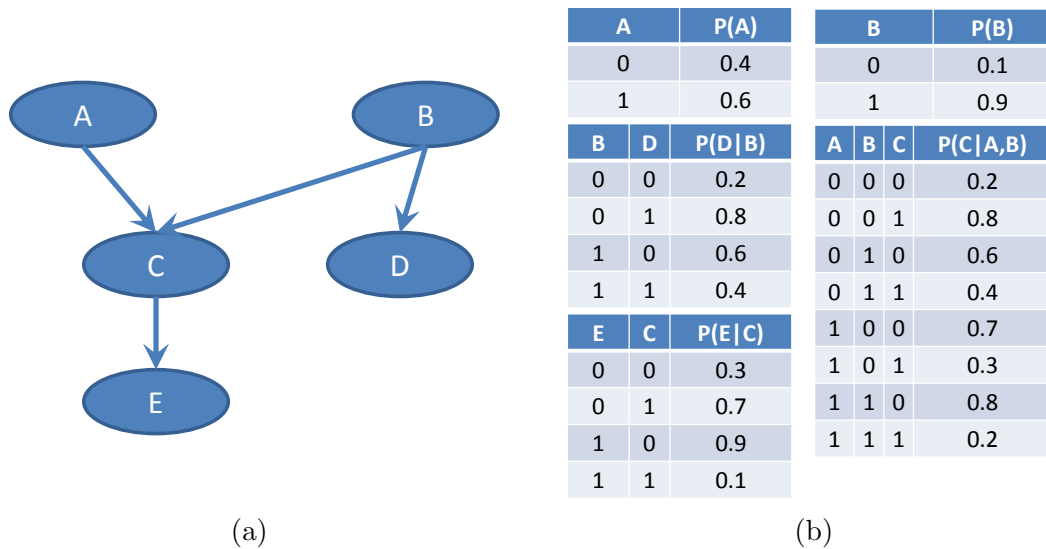 A
B
C
D
E
(a)
A P(A)
0 0.4
1 0.6
B P(B)
0 0.1
1 0.9
B D P(D|B)
0 0 0.2
0 1 0.8
1 0 0.6
1 1 0.4
E C P(E|C)
0 0 0.3
0 1 0.7
1 0 0.9
1 1 0.1
A B C P(C|A,B)
0 0 0 0.2
0 0 1 0.8
0 1 0 0.6
0 1 1 0.4
1 0 0 0.7
1 0 1 0.3
1 1 0 0.8
1 1 1 0.2
(b)